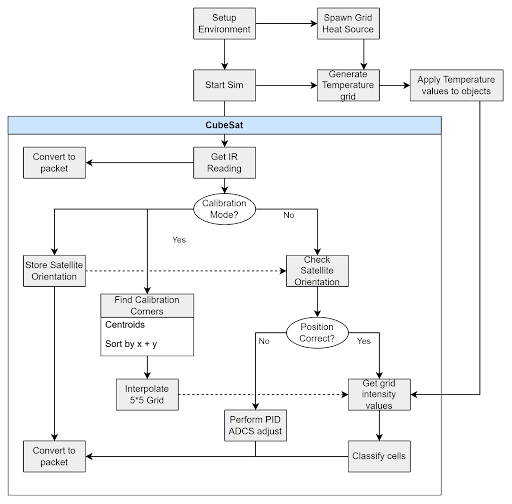 Setup
Environment
Spawn Grid
Heat Source
Start Sim
Generate
Temperature
grid
Apply Temperature
values to objects
CubeSat
Convert to
packet
Get IR
Reading
Calibration
Mode?
No
Yes
Store Satellite
Orientation
Check
Satellite
Orientation
Find Calibration
Corners
Centroids
Sort by x + y
Position
Correct?
No
Yes
Interpolate
5*5 Grid
Get grid
intensity
values
Perform PID
ADCS adjust
Convert to
packet
Classify cells